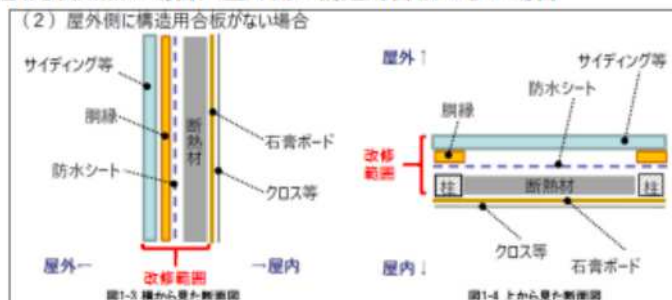 (2)屋外側に構造用合板がない場合
サイディング等
胴縁
防水シート
断熱材
石膏ボード
クロス等
屋外←
改修範囲
→屋内
図1-3 横から見た断面図
屋外↑
サイディング等
防水シート
胴縁
改修
範囲
柱
断熱材
柱
クロス等
石膏ボード
屋内↓
図1-4 上から見た断面図